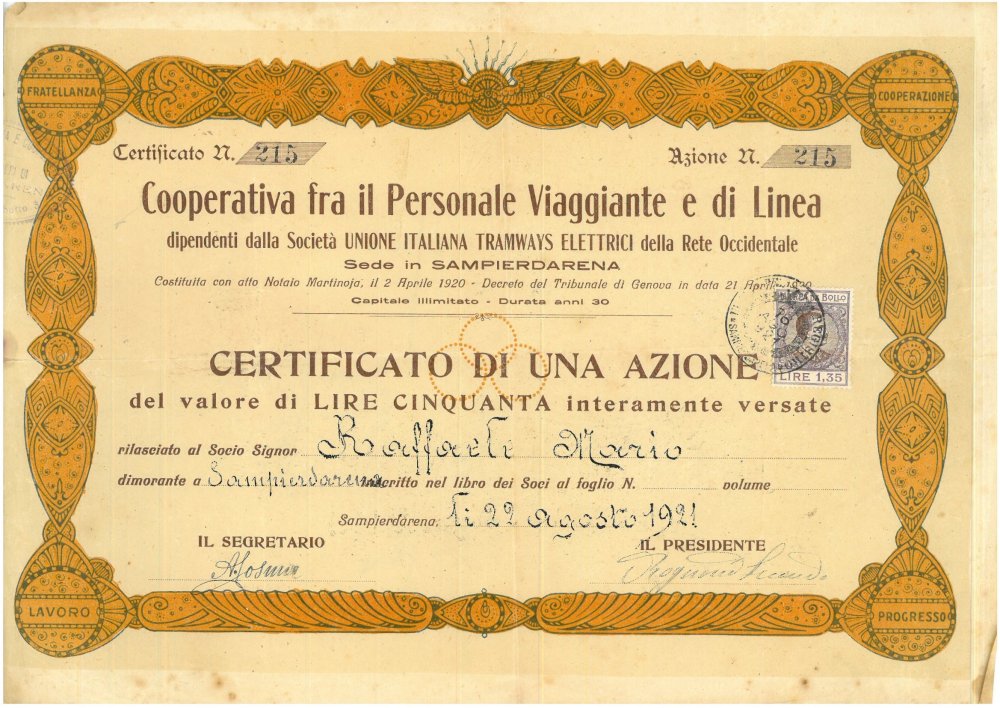 FRATELLANZA
COOPERAZIONE
Certificato N. 215
Azione N. 215
Cooperativa fra il Personale Viaggiante e di Linea
dipendenti dalla Società UNIONE ITALIANA TRAMWAYS ELETTRICI della Rete Occidentale
Sede in SAMPIERDARENA
Costituita con atto Notaio Martinoja, il 2 Aprile 1920 - Decreto del Tribunale di Genova in data 21 April
Capitale illimitato - Durata anni 30
DA BOLLO
LIRE 1,35
CERTIFICATO DI UNA AZIONE
del valore di LIRE CINQUANTA interamente versate
rilasciato al Socio Signor Raffaeli Mario
dimorante a Sampierdarena inscritto nel libro dei Soci al foglio N. volume
Sampierdarena, li 22 agosto 1921
IL SEGRETARIO
IL PRESIDENTE
LAVORO
PROGRESSO